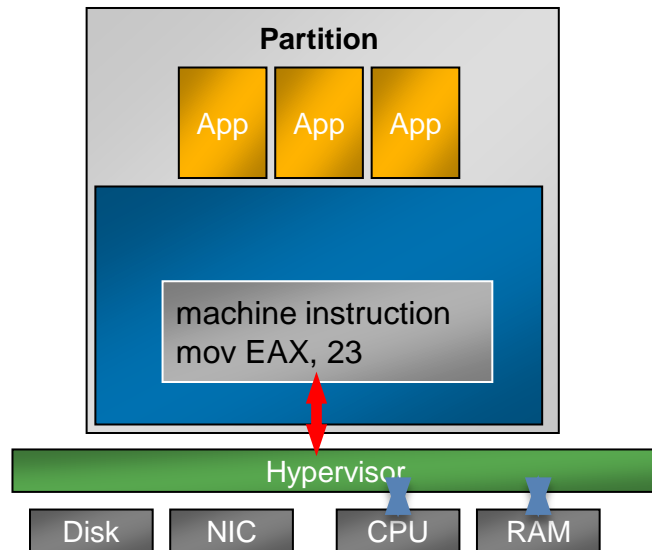 Partition
App App App
machine instruction
mov EAX, 23
Hypervisor
Disk NIC CPU RAM